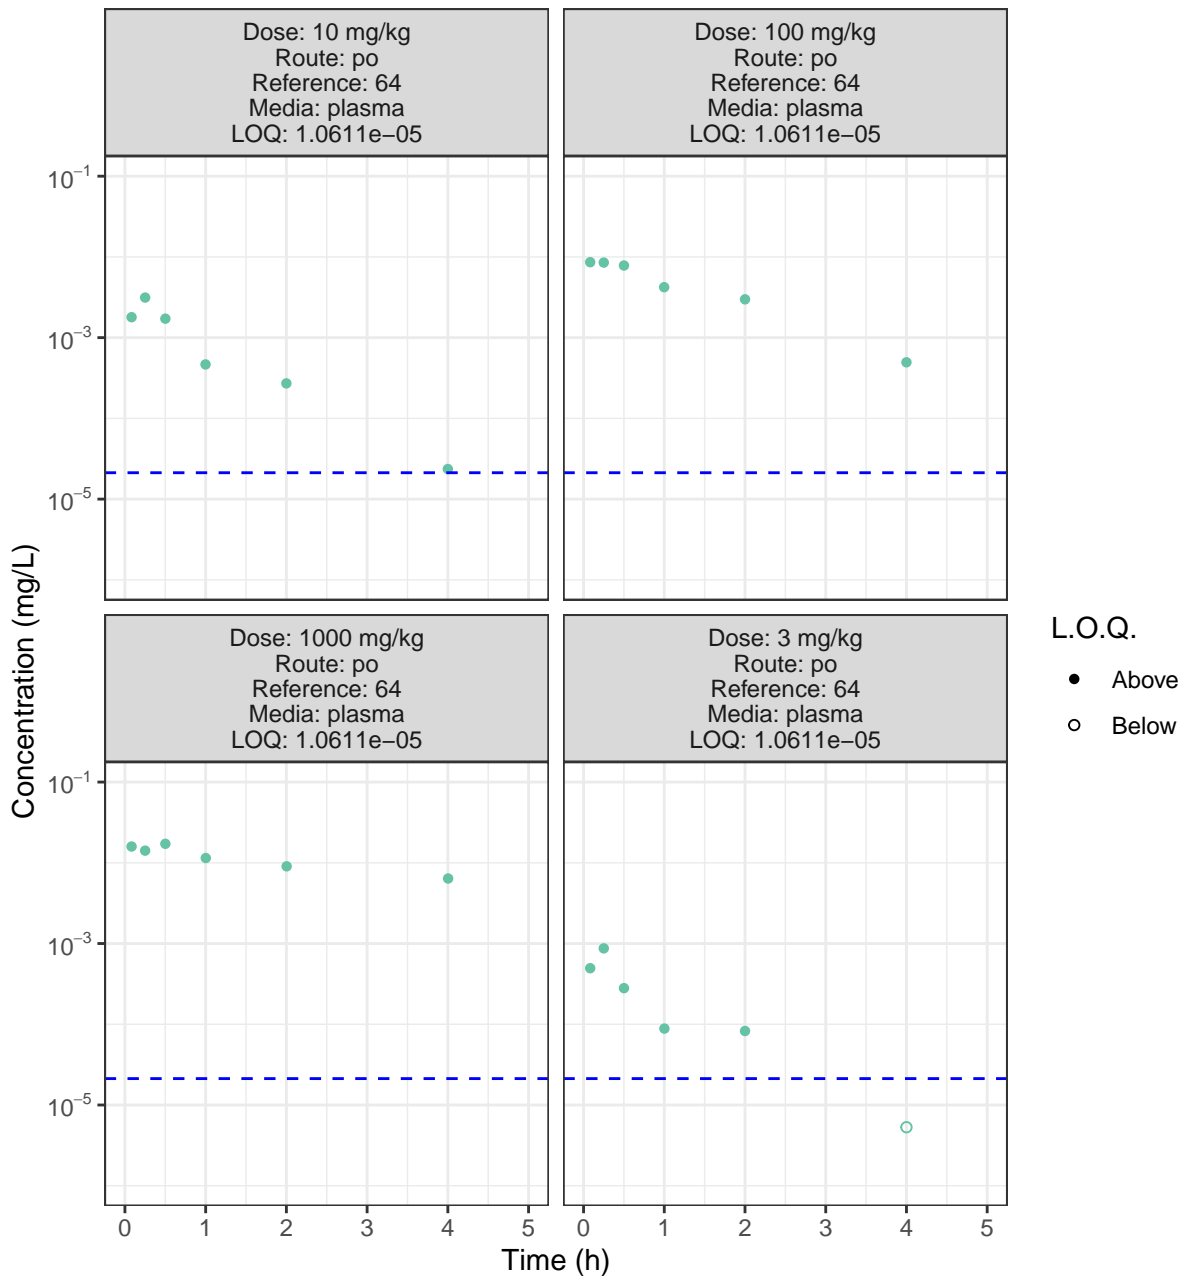 Dose: 10 mg/kg
Route: po
Reference: 64
Media: plasma
LOQ: 1.0611e−05
Dose: 100 mg/kg
Route: po
Reference: 64
Media: plasma
LOQ: 1.0611e−05
10⁻¹
10⁻³
10⁻⁵
Dose: 1000 mg/kg
Route: po
Reference: 64
Media: plasma
LOQ: 1.0611e−05
Dose: 3 mg/kg
Route: po
Reference: 64
Media: plasma
LOQ: 1.0611e−05
10⁻¹
10⁻³
10⁻⁵
0 1 2 3 4 5
0 1 2 3 4 5
Time (h)
Concentration (mg/L)
L.O.Q.
Above
Below